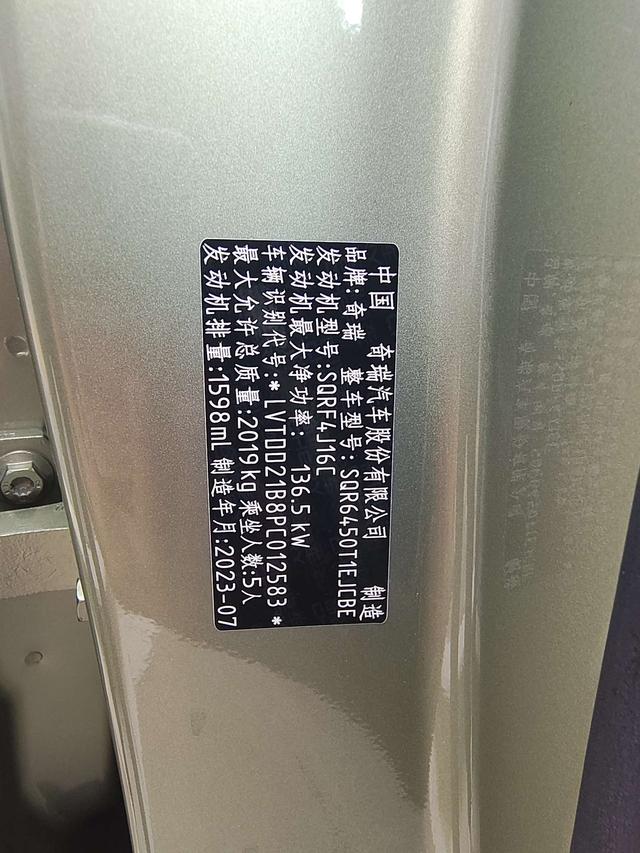 中国 奇瑞汽车股份有限公司 制造
品牌:奇瑞 整车型号:SQR6450T1EJCBE
发动机型号:SQRF4J16C
发动机最大净功率: 136.5 kW
车辆识别代号:*LVTDD21B8PC012583*
最大允许总质量:2019kg 乘坐人数:5人
发动机排量:1598mL 制造年月:2023-07
中国